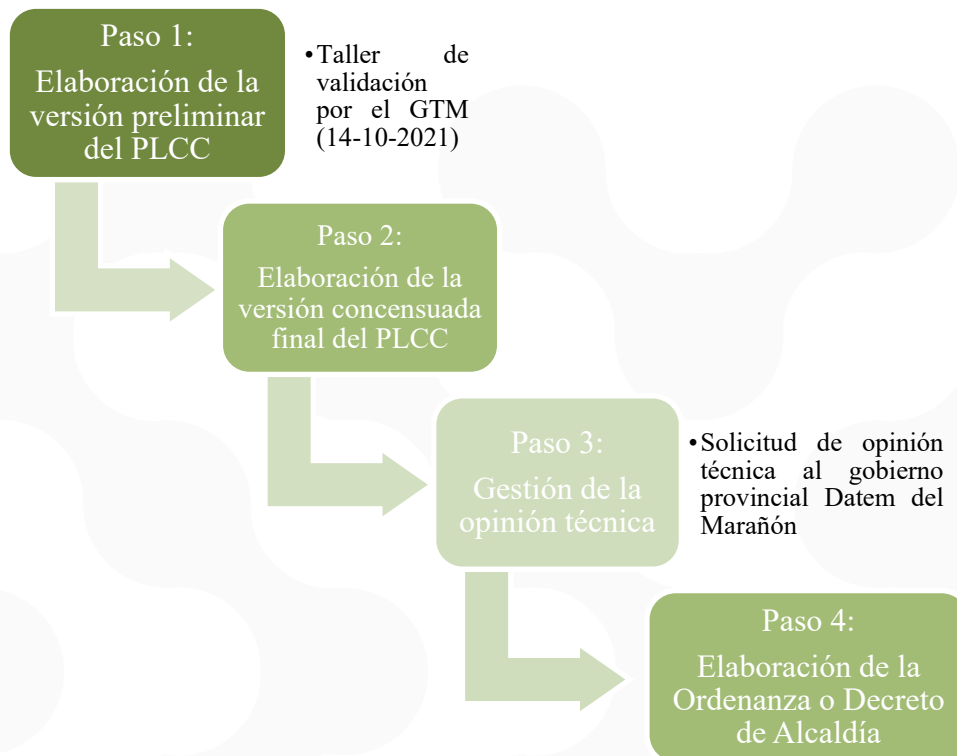 Paso 1:
Elaboración de la
versión preliminar
del PLCC
•Taller de
validación
por el GTM
(14-10-2021)
Paso 2:
Elaboración de la
versión concensuada
final del PLCC
Paso 3:
Gestión de la
opinión técnica
•Solicitud de opinión
técnica al gobierno
provincial Datem del
Marañón
Paso 4:
Elaboración de la
Ordenanza o Decreto
de Alcaldía